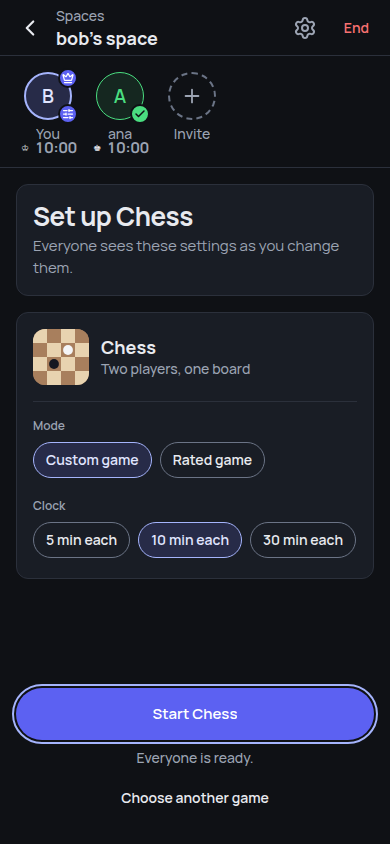 Spaces
bob's space
End
B
A
You
ana
Invite
10:00
10:00
Set up Chess
Everyone sees these settings as you change
them.
Chess
Two players, one board
Mode
Custom game
Rated game
Clock
5 min each
10 min each
30 min each
Start Chess
Everyone is ready.
Choose another game